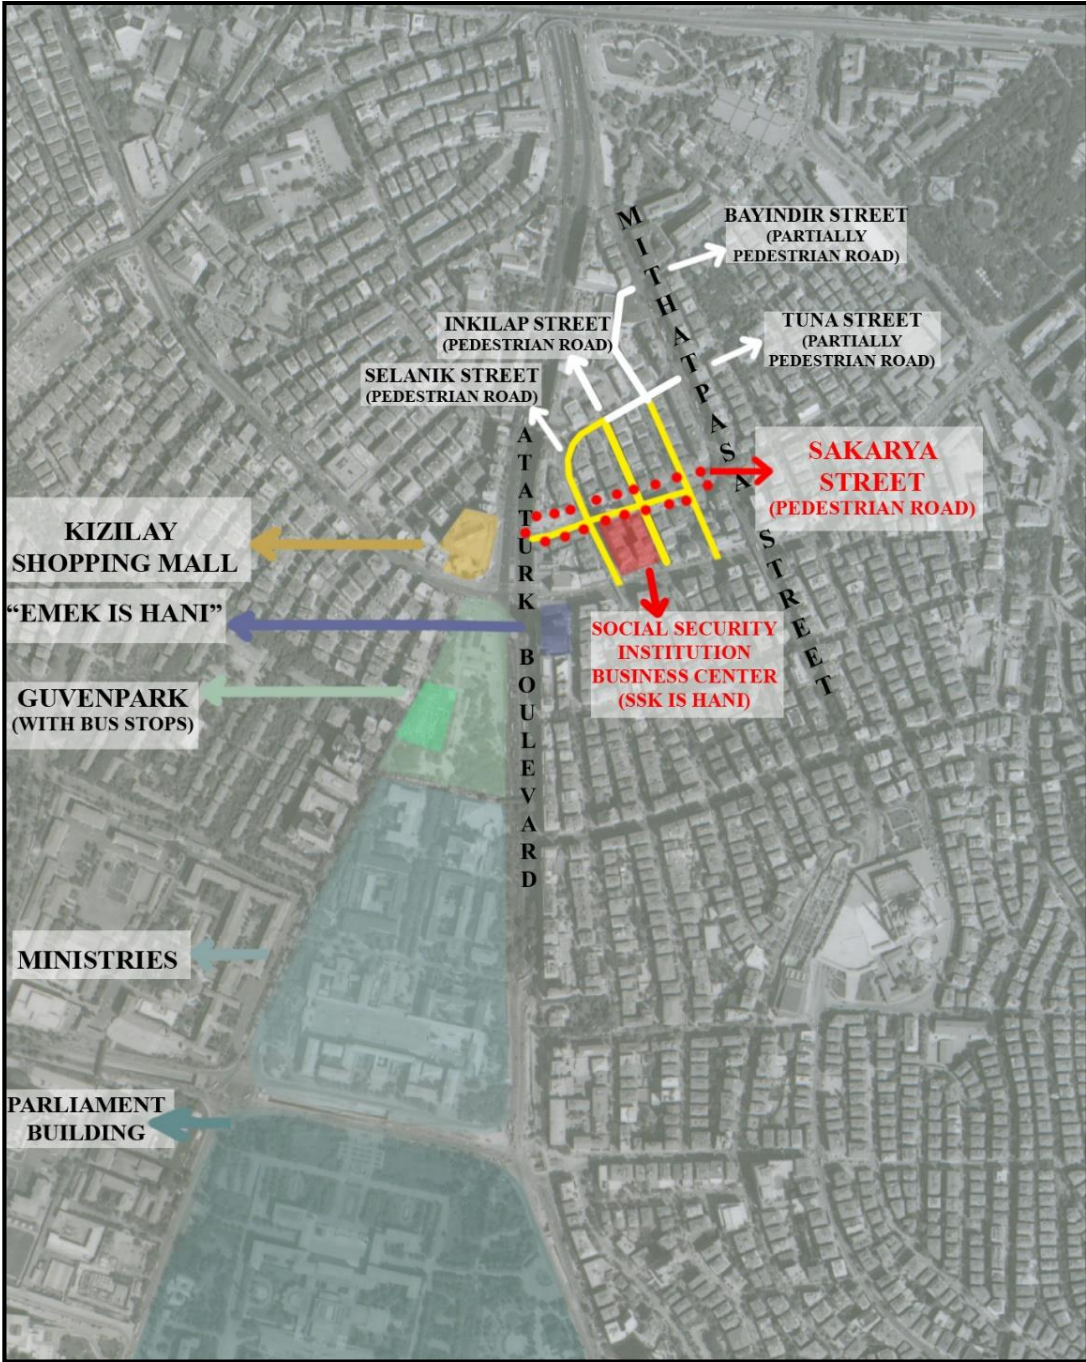 BAYINDIR STREET
(PARTIALLY
PEDESTRIAN ROAD)
MITHATPASA STREET
INKILAP STREET
(PEDESTRIAN ROAD)
TUNA STREET
(PARTIALLY
PEDESTRIAN ROAD)
SELANIK STREET
(PEDESTRIAN ROAD)
ATATURK BOULEVARD
SAKARYA
STREET
(PEDESTRIAN ROAD)
KIZILAY
SHOPPING MALL
“EMEK IS HANI”
SOCIAL SECURITY
INSTITUTION
BUSINESS CENTER
(SSK IS HANI)
GUVENPARK
(WITH BUS STOPS)
MINISTRIES
PARLIAMENT
BUILDING